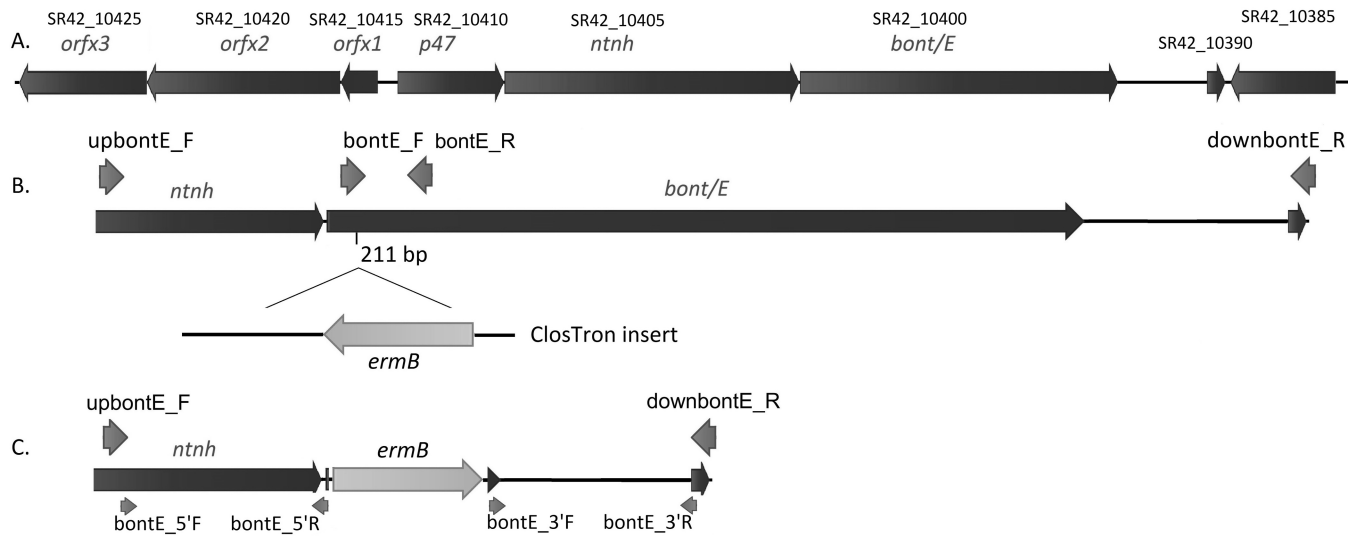 SR42_10425 SR42_10420 SR42_10415 SR42_10410 SR42_10405 SR42_10400 SR42_10385
A. orfx3 orfx2 orfx1 p47 ntnh bont/E SR42_10390
upbontE_F bontE_F bontE_R downbontE_R
B. ntnh bont/E
211 bp
ClosTron insert
ermB
upbontE_F downbontE_R
C. ntnh ermB
bontE_5'F bontE_5'R bontE_3'F bontE_3'R